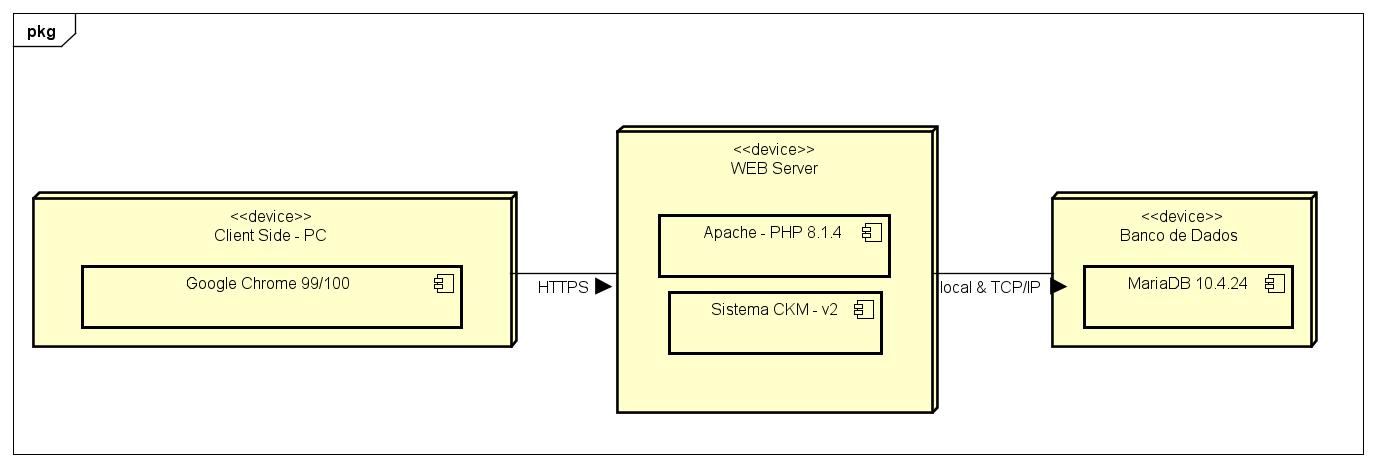 pkg
<<device>>
Client Side - PC
Google Chrome 99/100
HTTPS
<<device>>
WEB Server
Apache - PHP 8.1.4
Sistema CKM - v2
local & TCP/IP
<<device>>
Banco de Dados
MariaDB 10.4.24